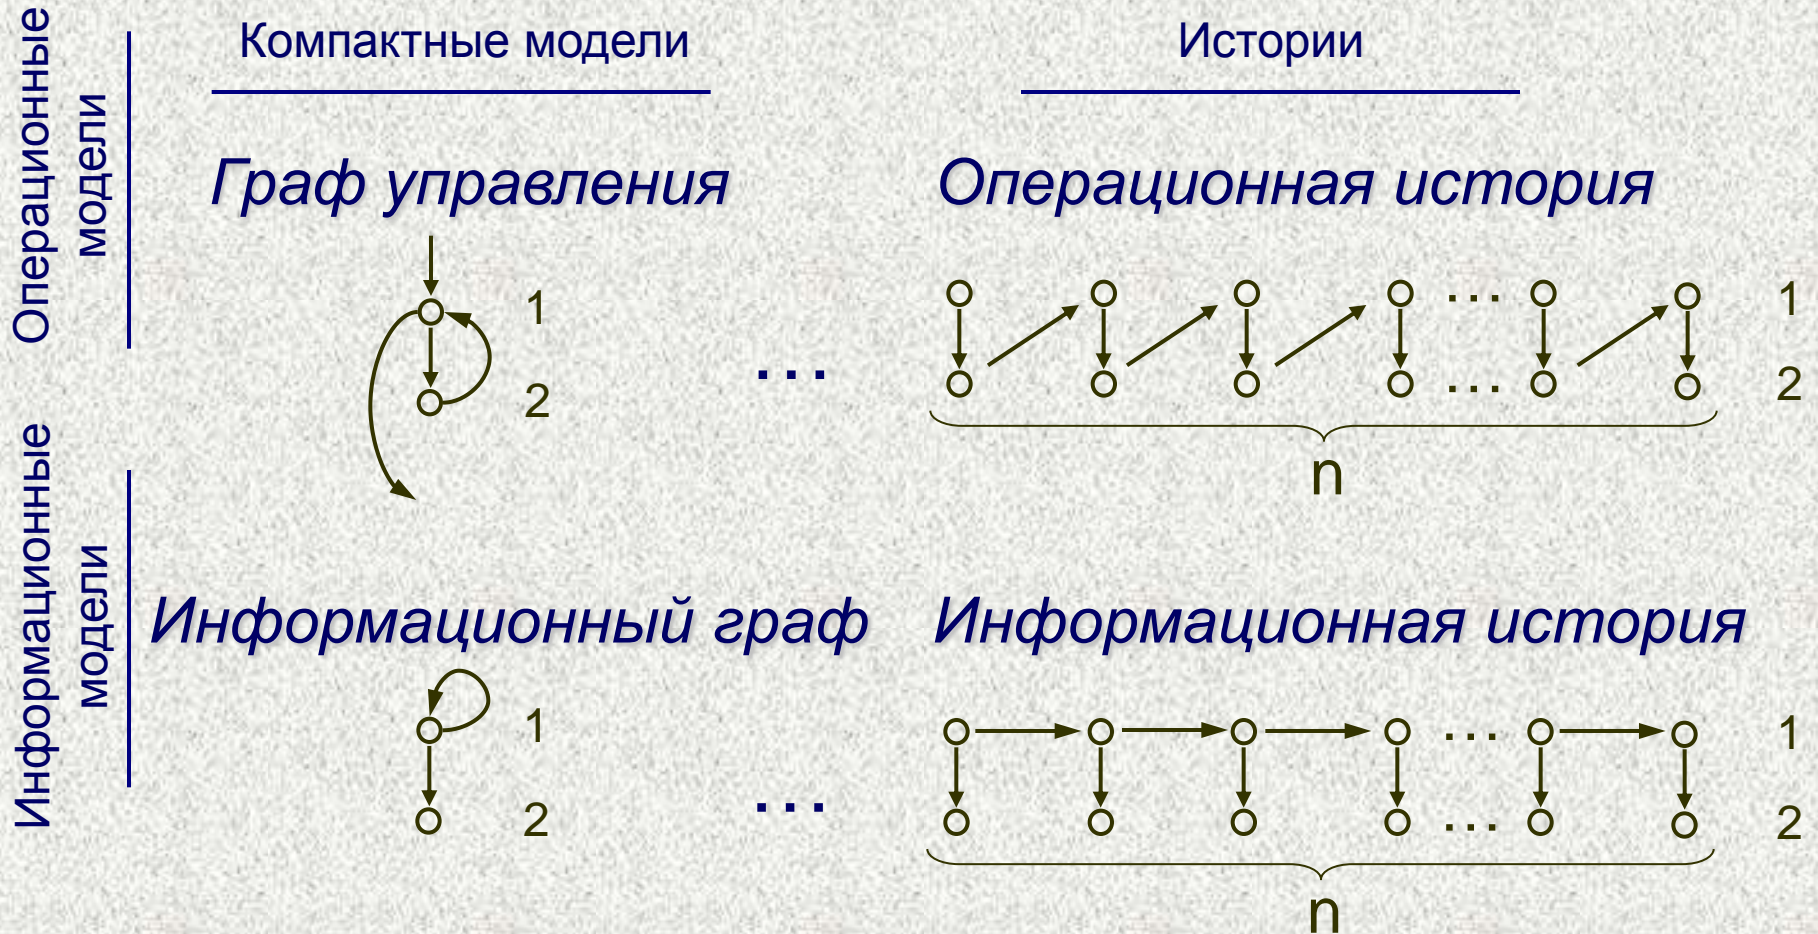 Компактные модели
Истории
Операционные
модели
Граф управления
Операционная история
1
2
...
... 1
... 2
n
Информационные
модели
Информационный граф
Информационная история
1
2
...
... 1
... 2
n